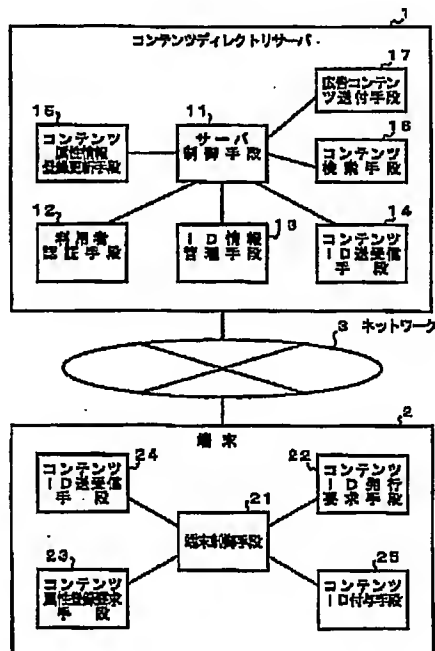 1
コンテンツディレクトリサーバ
17
広告コンテン
ツ送付手段
15
コンテンツ
属性情報
登録更新手段
11
サーバ
制御手段
16
コンテンツ
検索手段
12
利用者
認証手段
13
ID情報
管理手段
14
コンテンツ
ID送受信
手段
3 ネットワーク
2
端末
24
コンテンツ
ID送受信
手段
22
コンテンツ
ID発行
要求手段
21
端末制御手段
23
コンテンツ
属性登録要求
手段
25
コンテンツ
ID付与手段